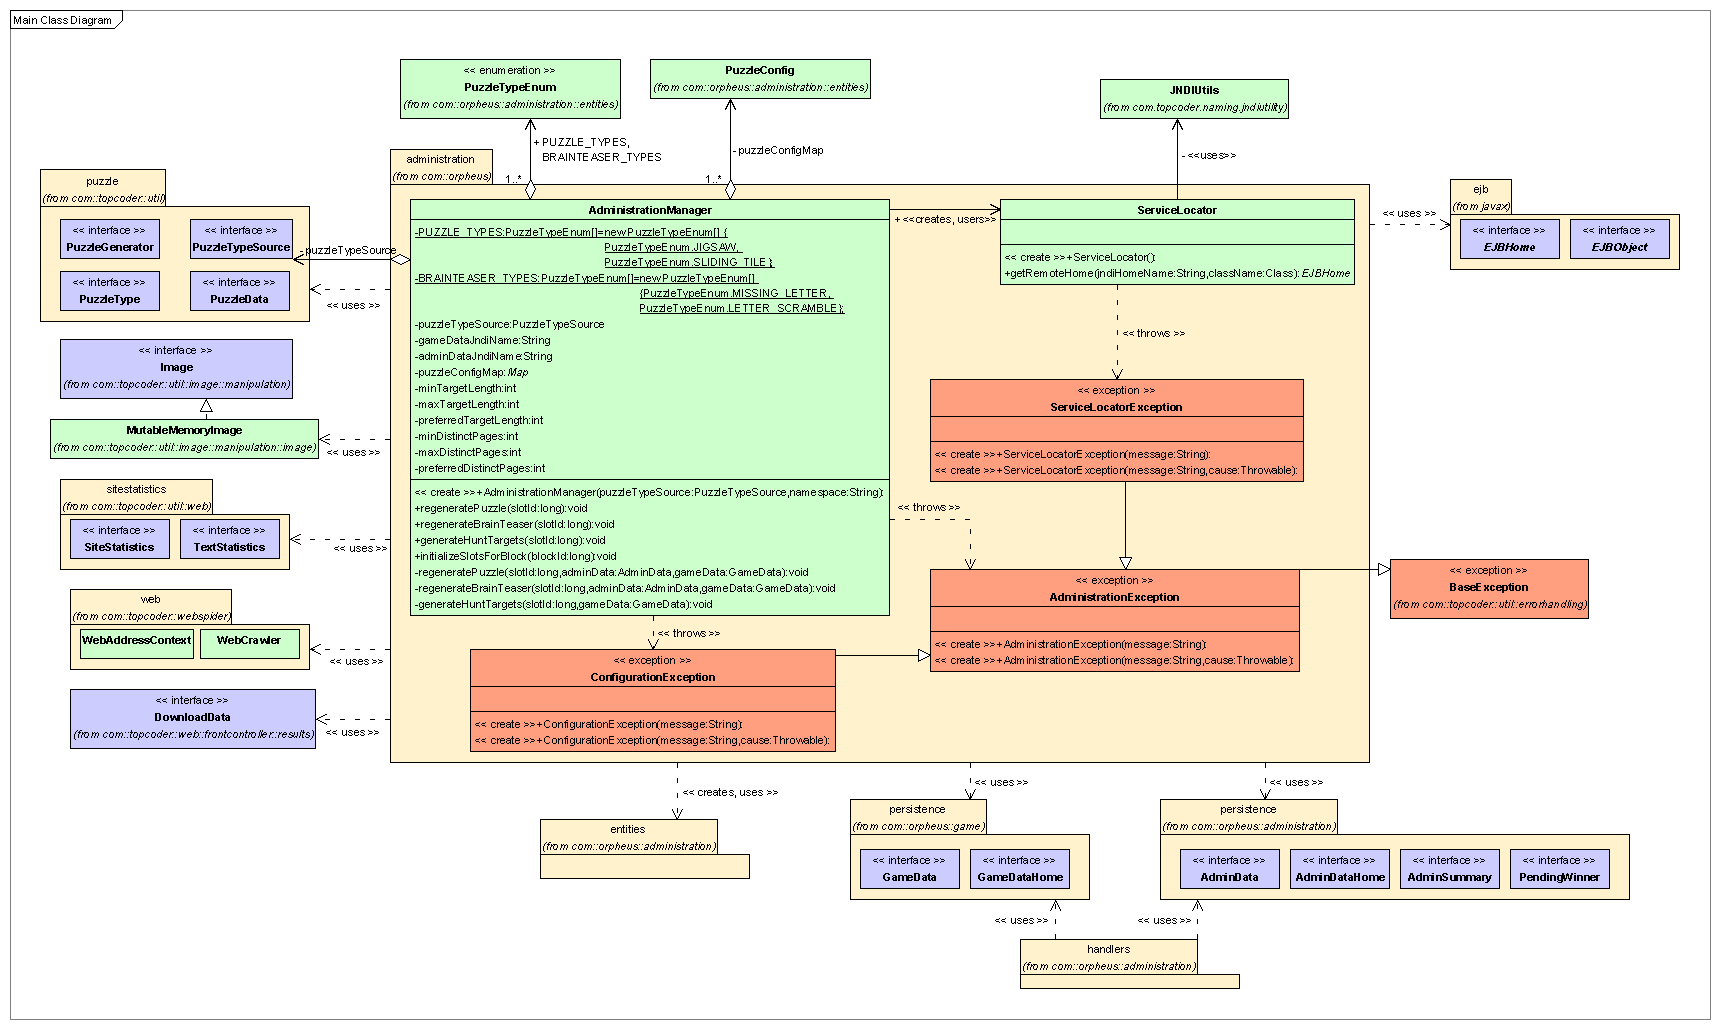 Main Class Diagram
<< enumeration >>
PuzzleTypeEnum
(from com::orpheus::administration::entities)
PuzzleConfig
(from com::orpheus::administration::entities)
JNDIUtils
(from com.topcoder.naming.jndiutility)
+ PUZZLE_TYPES,
BRAINTEASER_TYPES
- puzzleConfigMap
- <<uses>>
1..*
1..*
administration
(from com::orpheus)
puzzle
(from com::topcoder::util)
<< interface >>
PuzzleGenerator
<< interface >>
PuzzleTypeSource
<< interface >>
PuzzleType
<< interface >>
PuzzleData
- puzzleTypeSource
<< uses >>
AdministrationManager
-PUZZLE_TYPES:PuzzleTypeEnum[]=newPuzzleTypeEnum[] {
PuzzleTypeEnum.JIGSAW,
PuzzleTypeEnum.SLIDING_TILE }
-BRAINTEASER_TYPES:PuzzleTypeEnum[]=newPuzzleTypeEnum[]
{PuzzleTypeEnum.MISSING_LETTER,
PuzzleTypeEnum.LETTER_SCRAMBLE};
-puzzleTypeSource:PuzzleTypeSource
-gameDataJndiName:String
-adminDataJndiName:String
-puzzleConfigMap:Map
-minTargetLength:int
-maxTargetLength:int
-preferredTargetLength:int
-minDistinctPages:int
-maxDistinctPages:int
-preferredDistinctPages:int
<< create >>+AdministrationManager(puzzleTypeSource:PuzzleTypeSource,namespace:String):
+regeneratePuzzle(slotId:long):void
+regenerateBrainTeaser(slotId:long):void
+generateHuntTargets(slotId:long):void
+initializeSlotsForBlock(blockId:long):void
-regeneratePuzzle(slotId:long,adminData:AdminData,gameData:GameData):void
-regenerateBrainTeaser(slotId:long,adminData:AdminData,gameData:GameData):void
-generateHuntTargets(slotId:long,gameData:GameData):void
+ <<creates, users>>
ServiceLocator
<< create >>+ServiceLocator():
+getRemoteHome(jndiHomeName:String,className:Class):EJBHome
<< uses >>
ejb
(from javax)
<< interface >>
EJBHome
<< interface >>
EJBObject
<< throws >>
<< interface >>
Image
(from com::topcoder::util::image::manipulation)
MutableMemoryImage
(from com::topcoder::util::image::manipulation::image)
<< uses >>
<< exception >>
ServiceLocatorException
<< create >>+ServiceLocatorException(message:String):
<< create >>+ServiceLocatorException(message:String,cause:Throwable):
sitestatistics
(from com::topcoder::util::web)
<< interface >>
SiteStatistics
<< interface >>
TextStatistics
<< uses >>
<< throws >>
web
(from com::topcoder::webspider)
WebAddressContext
WebCrawler
<< uses >>
<< exception >>
AdministrationException
<< create >>+AdministrationException(message:String):
<< create >>+AdministrationException(message:String,cause:Throwable):
<< exception >>
BaseException
(from com::topcoder::util::errorhandling)
<< throws >>
<< exception >>
ConfigurationException
<< create >>+ConfigurationException(message:String):
<< create >>+ConfigurationException(message:String,cause:Throwable):
<< interface >>
DownloadData
(from com::topcoder::web::frontcontroller::results)
<< uses >>
<< creates, uses >>
<< uses >>
<< uses >>
entities
(from com::orpheus::administration)
persistence
(from com::orpheus::game)
<< interface >>
GameData
<< interface >>
GameDataHome
persistence
(from com::orpheus::administration)
<< interface >>
AdminData
<< interface >>
AdminDataHome
<< interface >>
AdminSummary
<< interface >>
PendingWinner
<< uses >>
<< uses >>
handlers
(from com::orpheus::administration)